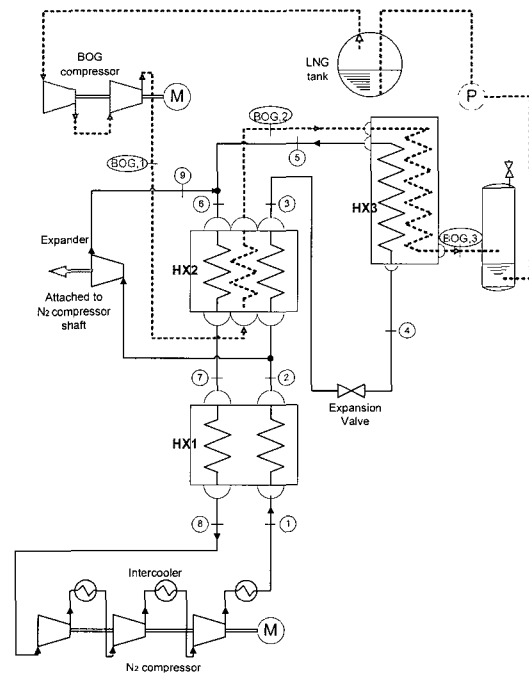 BOG
compressor
M
LNG
tank
P
BOG,2
5
BOG,1
9
6
3
HX3
Expander
HX2
BOG,3
Attached to
N2 compressor
shaft
4
7
2
Expansion
Valve
HX1
8
1
Intercooler
M
N2 compressor